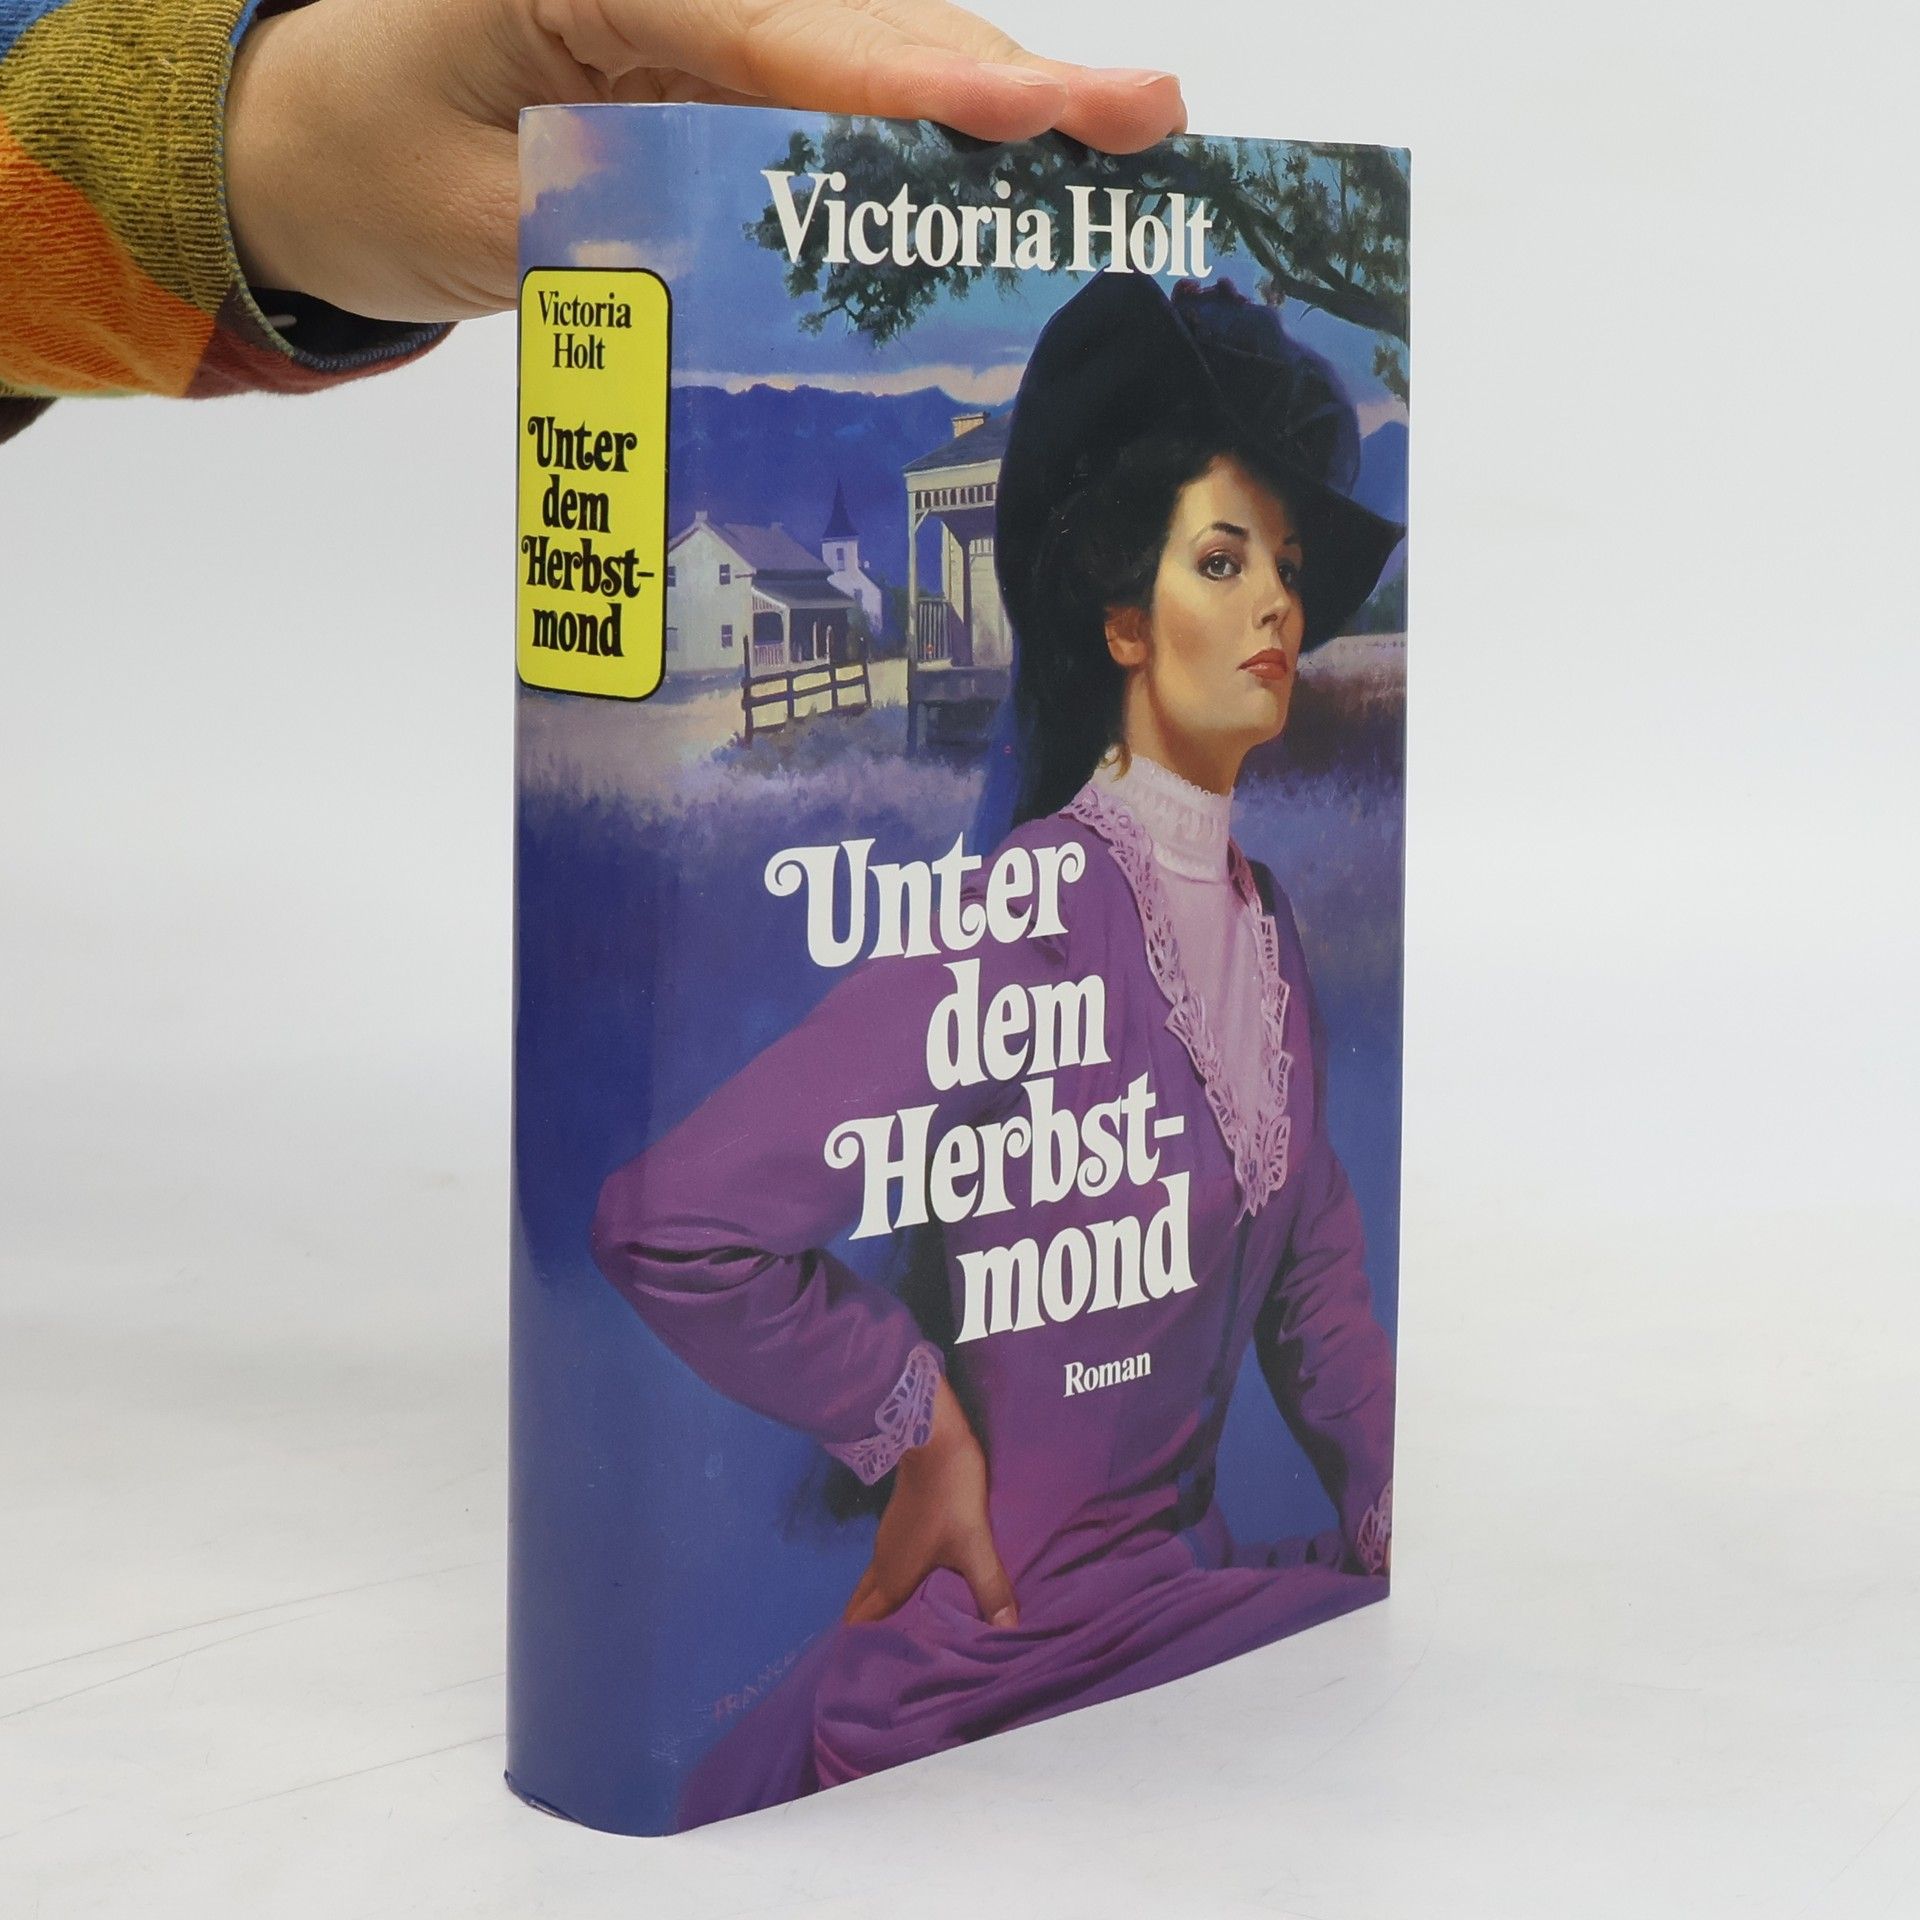 Victoria Holt
Unter
dem
Herbst-
mond
Roman
Victoria
Holt
Unter
dem
Herbst-
mond